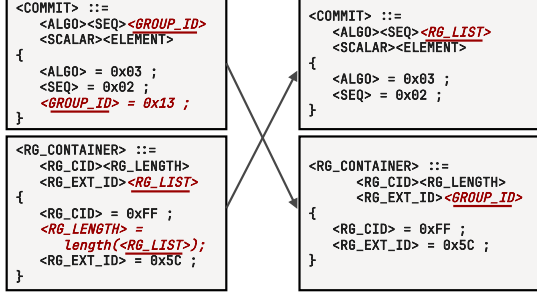 <COMMIT> ::=
<ALGO><SEQ><GROUP_ID>
<SCALAR><ELEMENT>
{
<ALGO> = 0x03 ;
<SEQ> = 0x02 ;
<GROUP_ID> = 0x13 ;
}
<RG_CONTAINER> ::=
<RG_CID><RG_LENGTH>
<RG_EXT_ID><RG_LIST>
{
<RG_CID> = 0xFF ;
<RG_LENGTH> =
length(<RG_LIST>);
<RG_EXT_ID> = 0x5C ;
}
<COMMIT> ::=
<ALGO><SEQ><RG_LIST>
<SCALAR><ELEMENT>
{
<ALGO> = 0x03 ;
<SEQ> = 0x02 ;
}
<RG_CONTAINER> ::=
<RG_CID><RG_LENGTH>
<RG_EXT_ID><GROUP_ID>
{
<RG_CID> = 0xFF ;
<RG_EXT_ID> = 0x5C ;
}